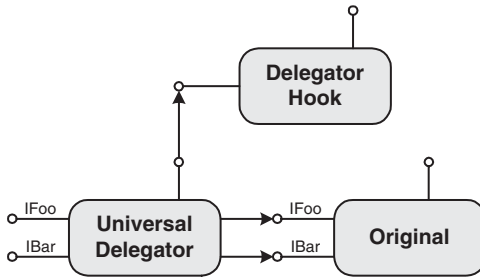 Delegator
Hook
IFoo
IBar
Universal
Delegator
IFoo
IBar
Original